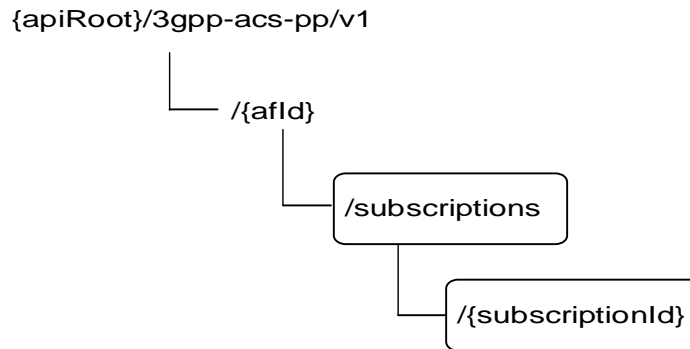 {apiRoot}/3gpp-acs-pp/v1
/{afId}
/subscriptions
/{subscriptionId}